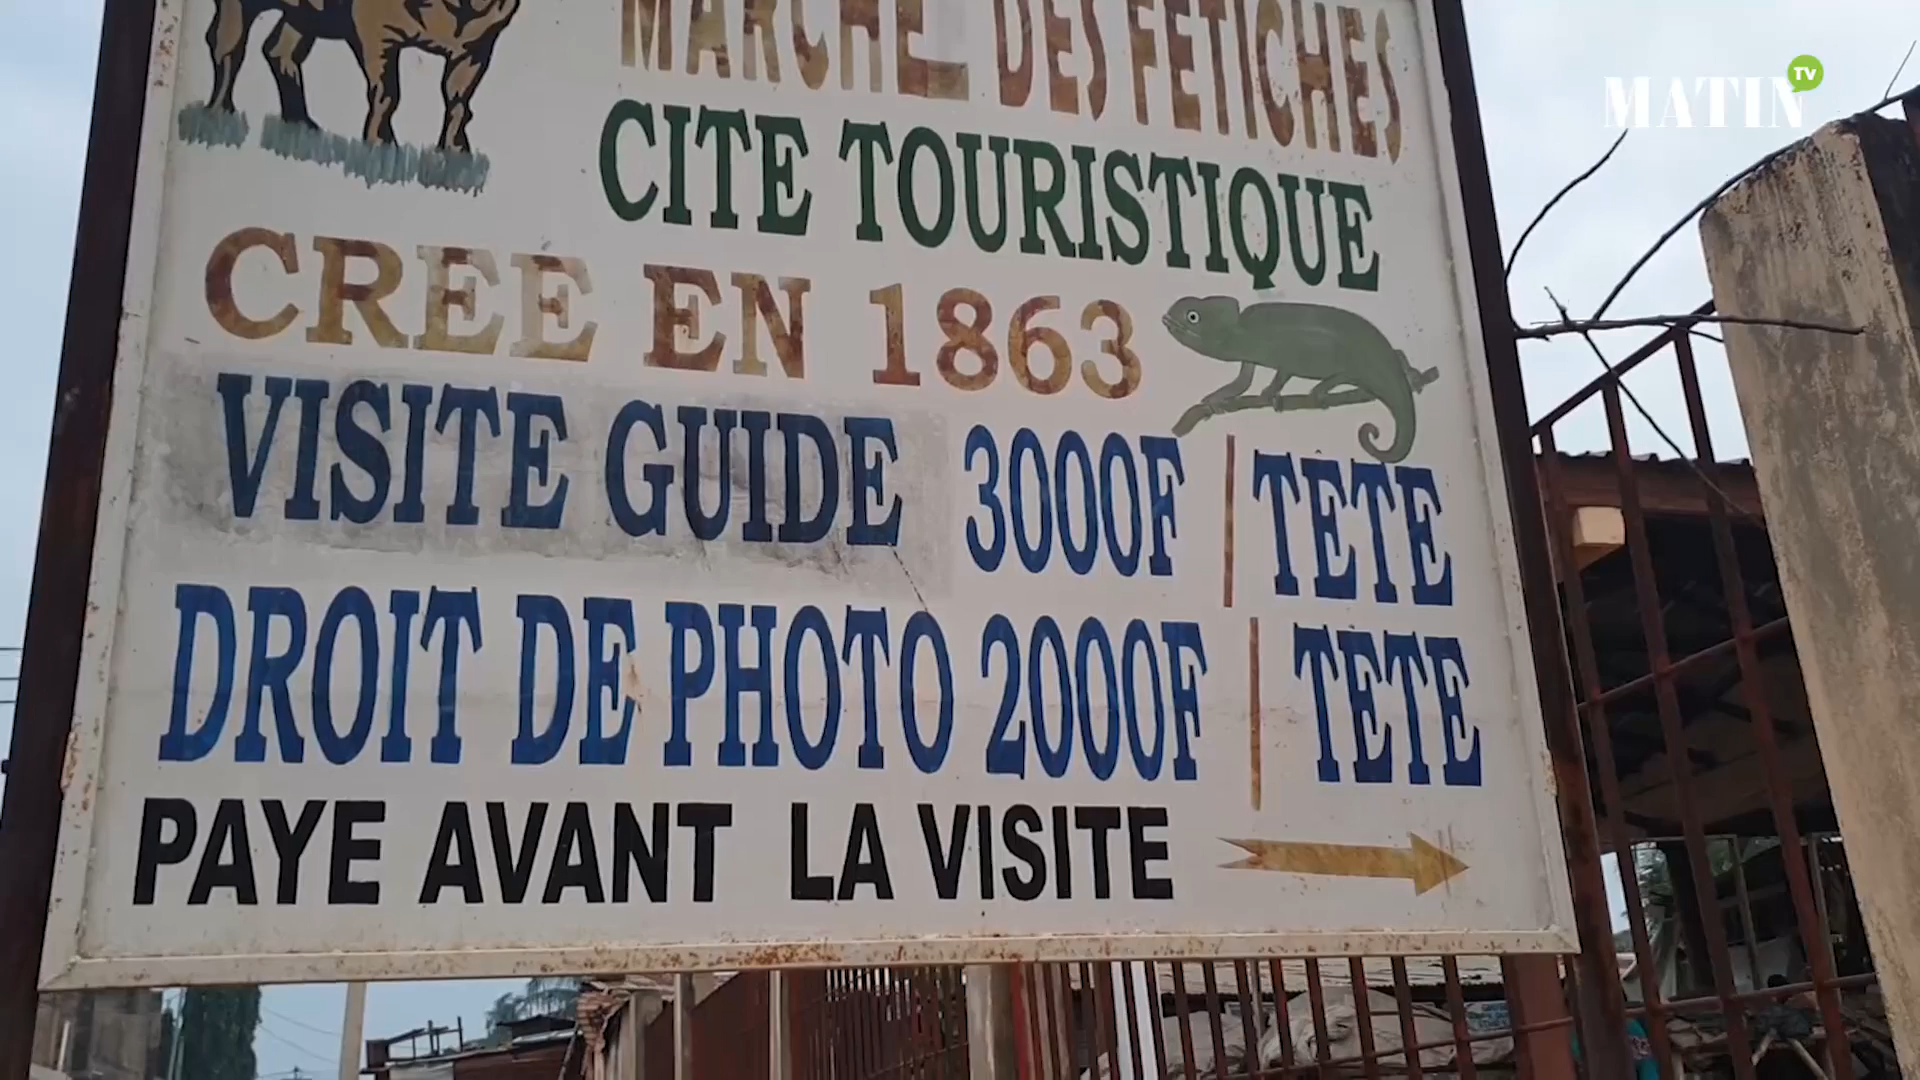 MARCHE DES FETICHES
CITE TOURISTIQUE
CREE EN 1863
VISITE GUIDE 3000F | TETE
DROIT DE PHOTO 2000F | TETE
PAYE AVANT LA VISITE
MATIN TV